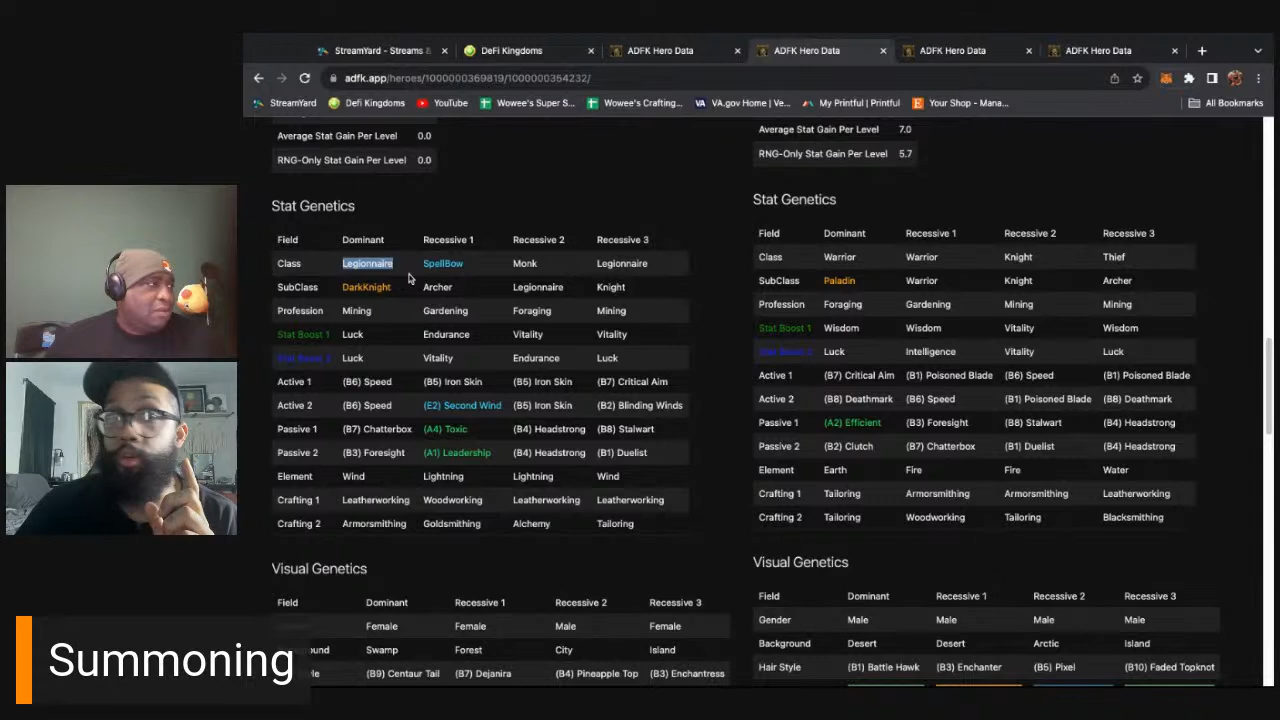 StreamYard - Streams &
DeFi Kingdoms
ADFK Hero Data
ADFK Hero Data
ADFK Hero Data
ADFK Hero Data
adfk.app/heroes/1000000369819/1000000354232/
StreamYard
Defi Kingdoms
YouTube
Wowee's Super S...
Wowee's Crafting...
VA.gov Home | Ve...
My Printful | Printful
Your Shop - Mana...
All Bookmarks
Average Stat Gain Per Level 0.0
RNG-Only Stat Gain Per Level 0.0
Stat Genetics
Field Dominant Recessive 1 Recessive 2 Recessive 3
Class Legionnaire SpellBow Monk Legionnaire
SubClass DarkKnight Archer Legionnaire Knight
Profession Mining Gardening Foraging Mining
Stat Boost 1 Luck Endurance Vitality Vitality
Stat Boost 2 Luck Vitality Endurance Luck
Active 1 (B6) Speed (B5) Iron Skin (B5) Iron Skin (B7) Critical Aim
Active 2 (B6) Speed (E2) Second Wind (B5) Iron Skin (B2) Blinding Winds
Passive 1 (B7) Chatterbox (A4) Toxic (B4) Headstrong (B8) Stalwart
Passive 2 (B3) Foresight (A1) Leadership (B4) Headstrong (B1) Duelist
Element Wind Lightning Lightning Wind
Crafting 1 Leatherworking Woodworking Leatherworking Leatherworking
Crafting 2 Armorsmithing Goldsmithing Alchemy Tailoring
Visual Genetics
Field Dominant Recessive 1 Recessive 2 Recessive 3
Female Female Male Female
ound Swamp Forest City Island
le (B9) Centaur Tail (B7) Dejanira (B4) Pineapple Top (B3) Enchantress
Average Stat Gain Per Level 7.0
RNG-Only Stat Gain Per Level 5.7
Stat Genetics
Field Dominant Recessive 1 Recessive 2 Recessive 3
Class Warrior Warrior Knight Thief
SubClass Paladin Warrior Knight Archer
Profession Foraging Gardening Mining Mining
Stat Boost 1 Wisdom Wisdom Vitality Wisdom
Stat Boost 2 Luck Intelligence Vitality Luck
Active 1 (B7) Critical Aim (B1) Poisoned Blade (B6) Speed (B1) Poisoned Blade
Active 2 (B8) Deathmark (B6) Speed (B1) Poisoned Blade (B8) Deathmark
Passive 1 (A2) Efficient (B3) Foresight (B8) Stalwart (B4) Headstrong
Passive 2 (B2) Clutch (B7) Chatterbox (B1) Duelist (B4) Headstrong
Element Earth Fire Fire Water
Crafting 1 Tailoring Armorsmithing Armorsmithing Leatherworking
Crafting 2 Tailoring Woodworking Tailoring Blacksmithing
Visual Genetics
Field Dominant Recessive 1 Recessive 2 Recessive 3
Gender Male Male Male Male
Background Desert Desert Arctic Island
Hair Style (B1) Battle Hawk (B3) Enchanter (B5) Pixel (B10) Faded Topknot
Summoning